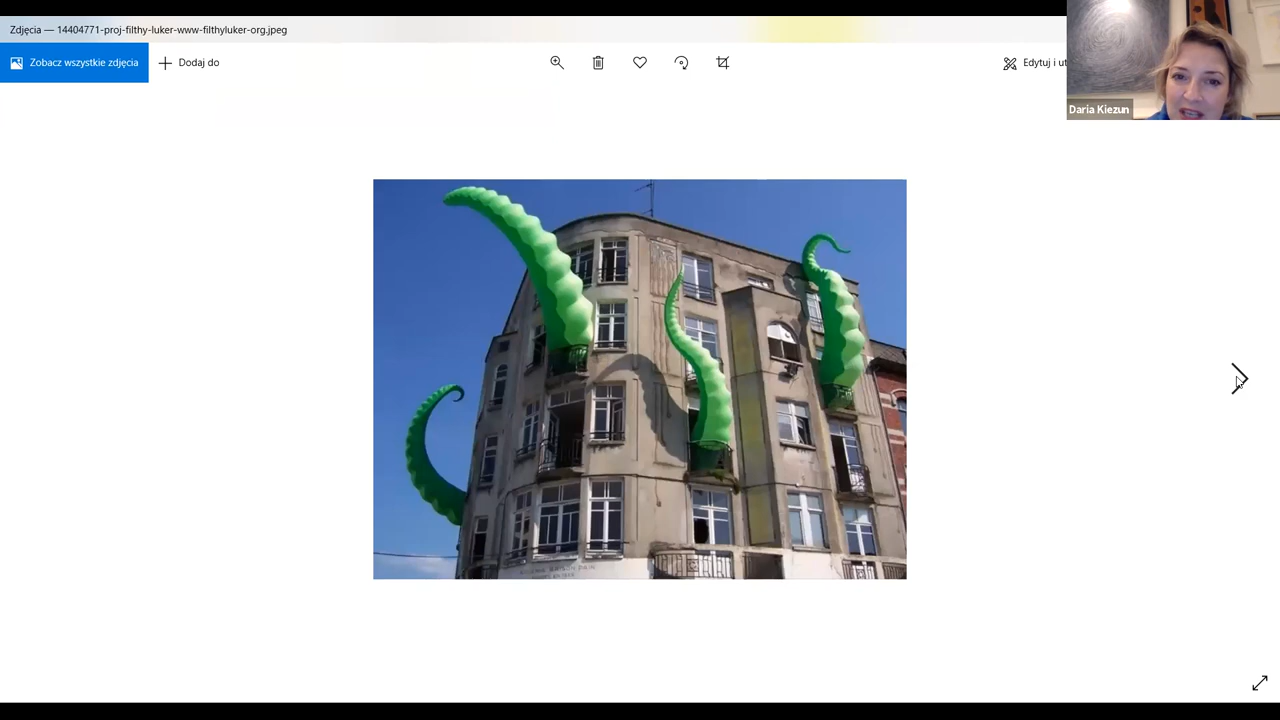 Zdjęcia — 14404771-proj-filthy-luker-www-filthyluker-org.jpeg
Zobacz wszystkie zdjęcia
Dodaj do
Edytuj i ut
Daria Kiezun